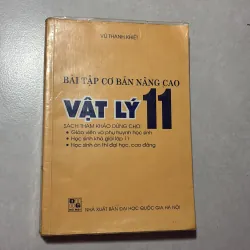 VŨ THANH KHIẾT
BÀI TẬP CƠ BẢN NÂNG CAO
VẬT LÝ 11
SÁCH THAM KHẢO DÙNG CHO:
• Giáo viên và phụ huynh học sinh
• Học sinh khá giỏi lớp 11
• Học sinh ôn thi đại học, cao đẳng
NHÀ XUẤT BẢN ĐẠI HỌC QUỐC GIA HÀ NỘI